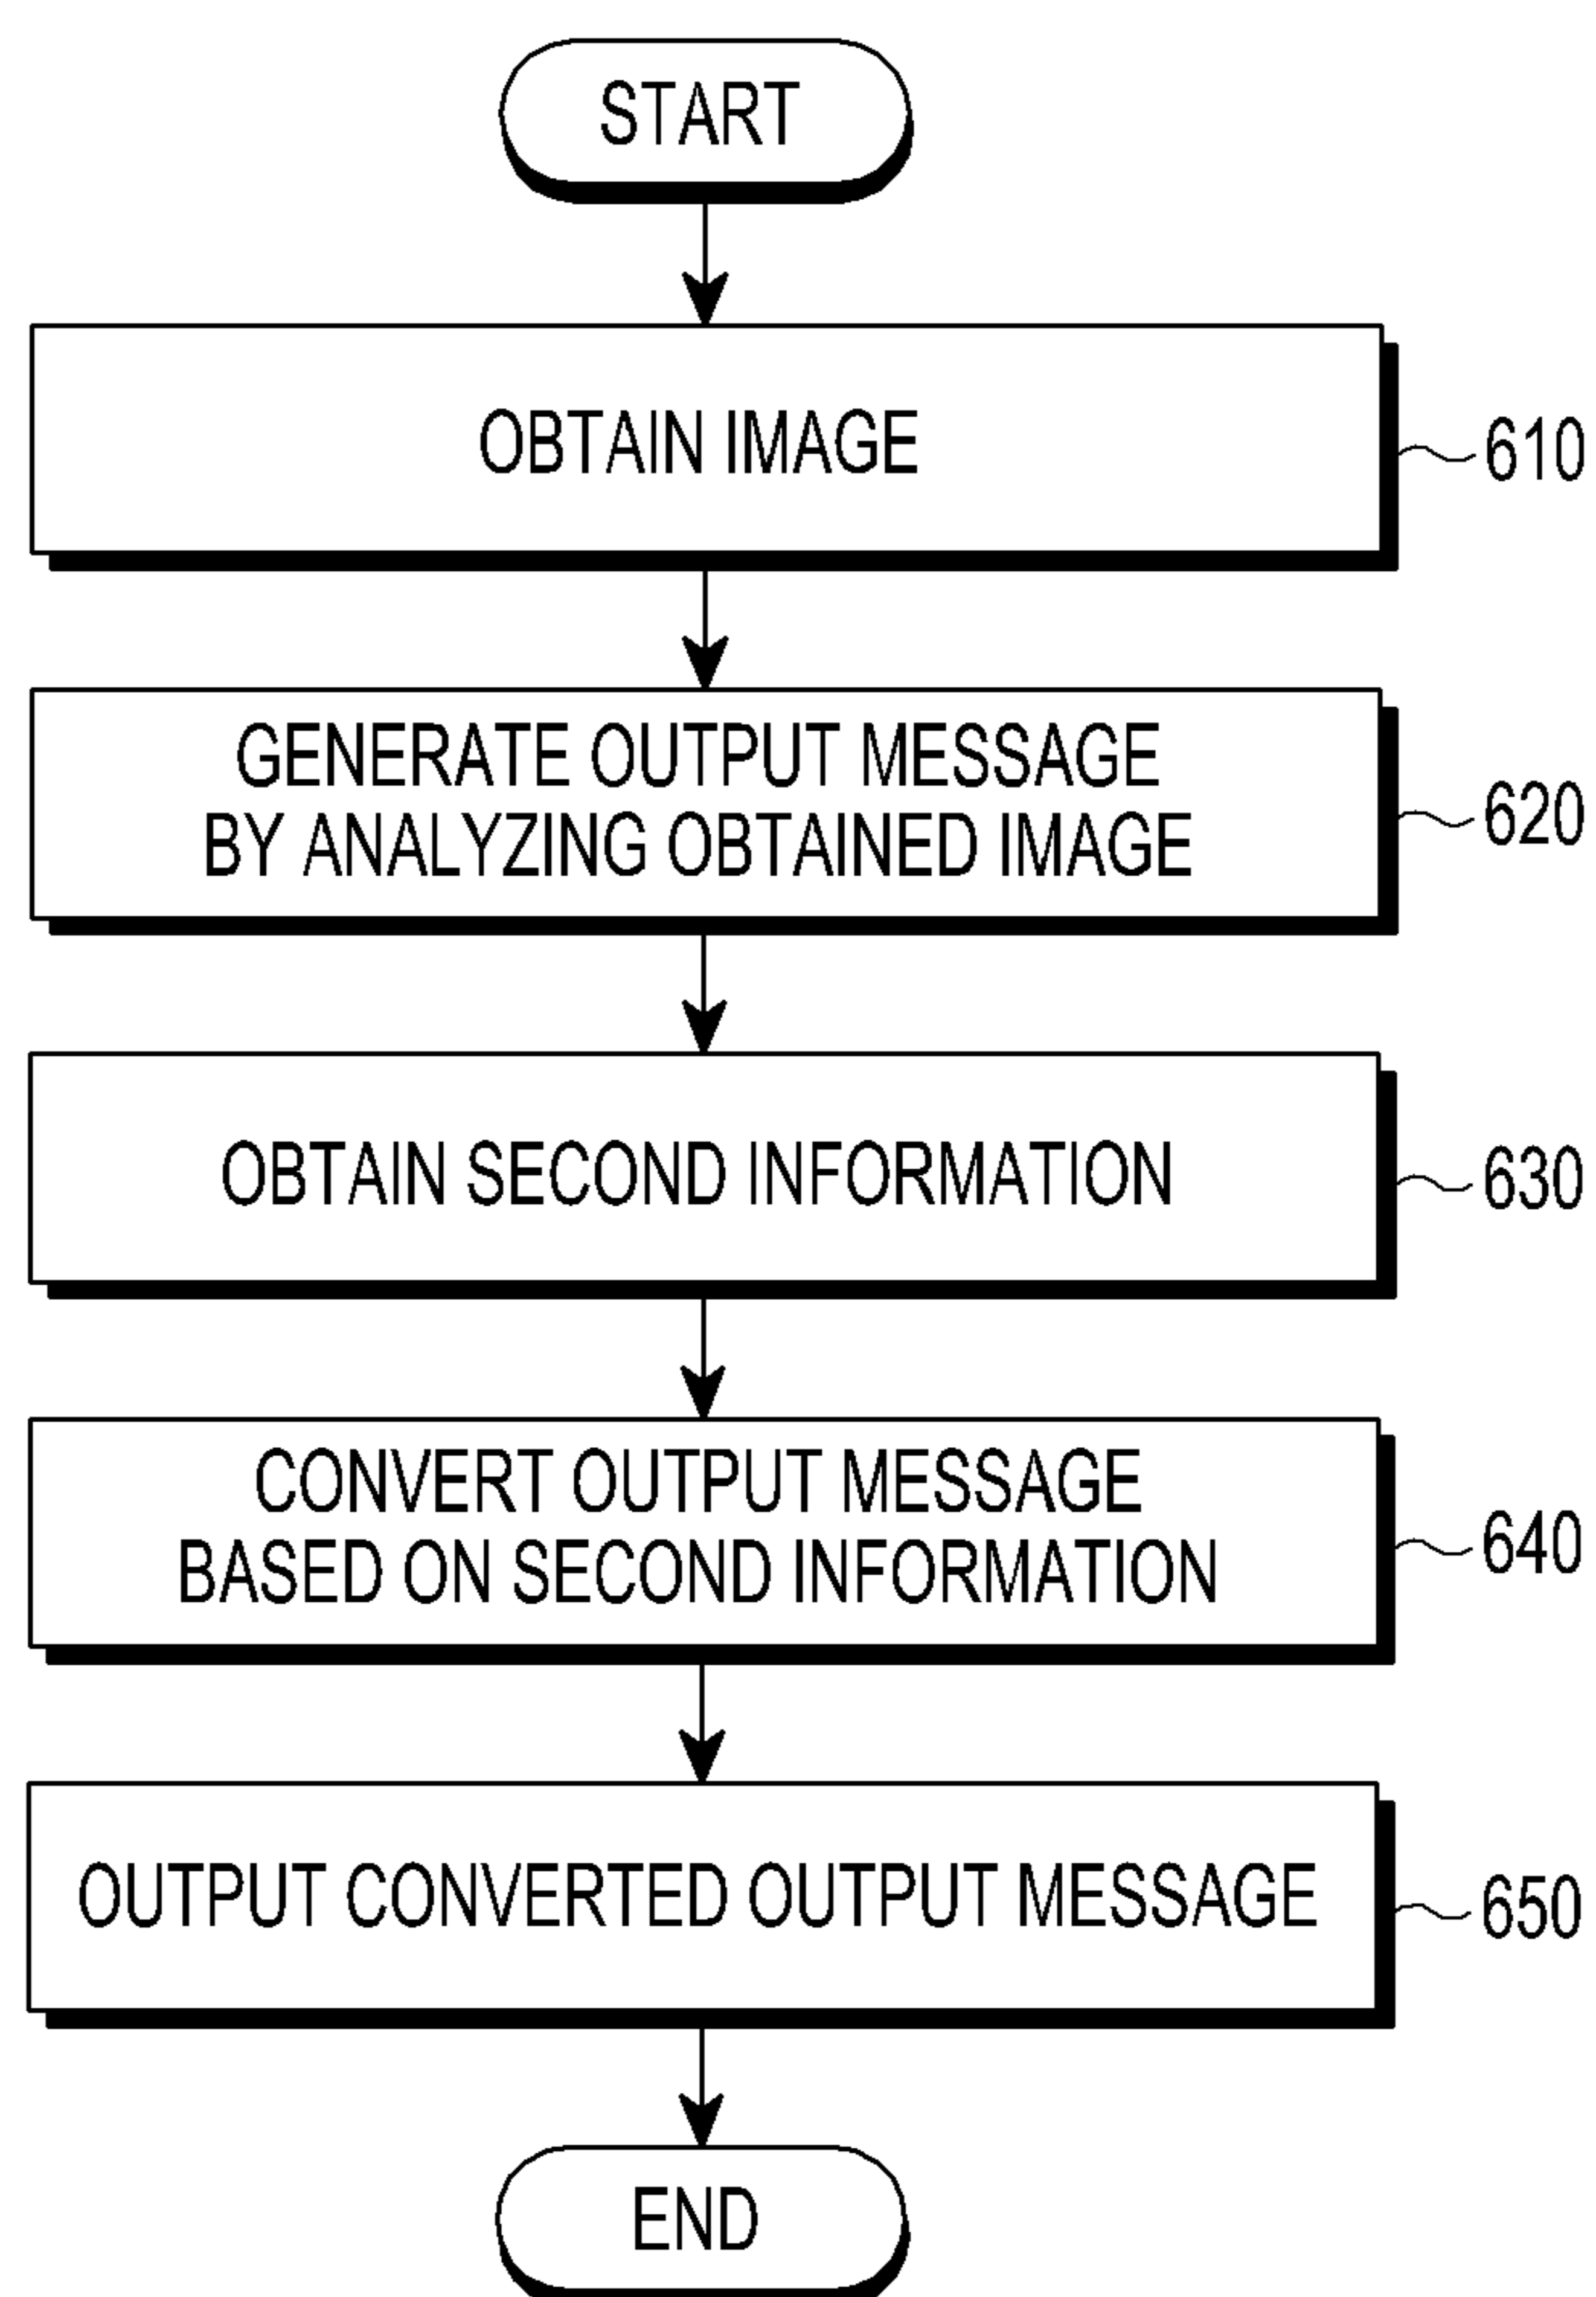 START
OBTAIN IMAGE
610
GENERATE OUTPUT MESSAGE
BY ANALYZING OBTAINED IMAGE
620
OBTAIN SECOND INFORMATION
630
CONVERT OUTPUT MESSAGE
BASED ON SECOND INFORMATION
640
OUTPUT CONVERTED OUTPUT MESSAGE
650
END